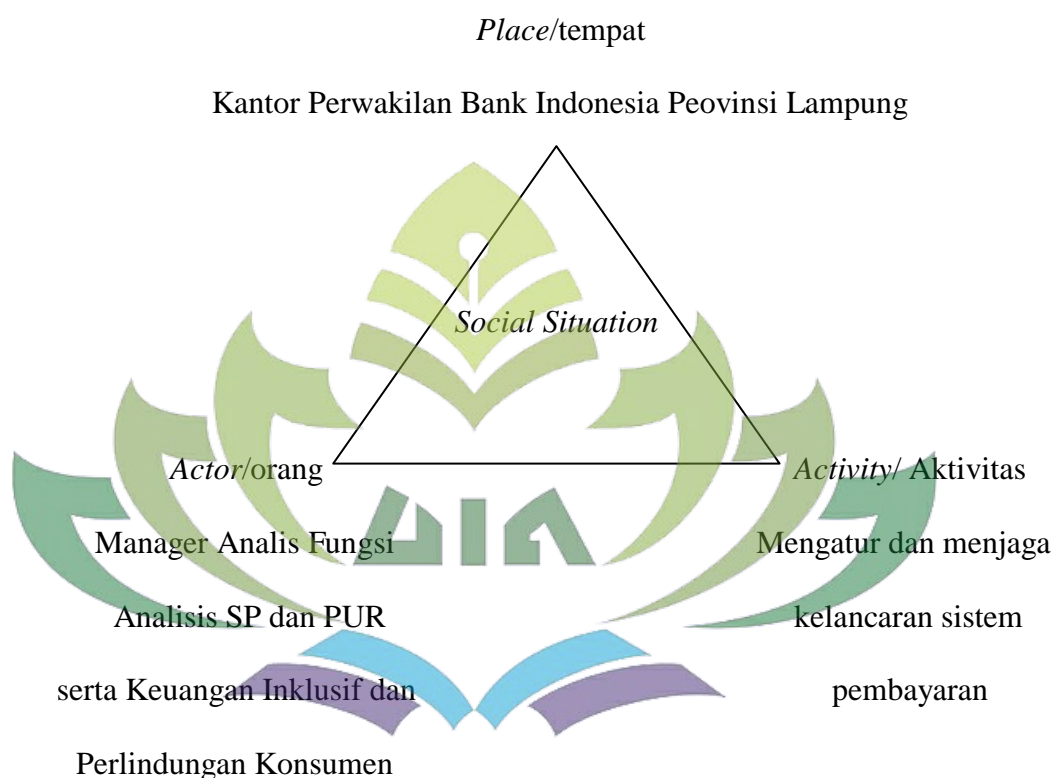 Place/tempat
Kantor Perwakilan Bank Indonesia Peovinsi Lampung
Social Situation
Actor/orang
Manager Analis Fungsi
Analisis SP dan PUR
serta Keuangan Inklusif dan
Perlindungan Konsumen
Activity/ Aktivitas
Mengatur dan menjaga
kelancaran sistem
pembayaran